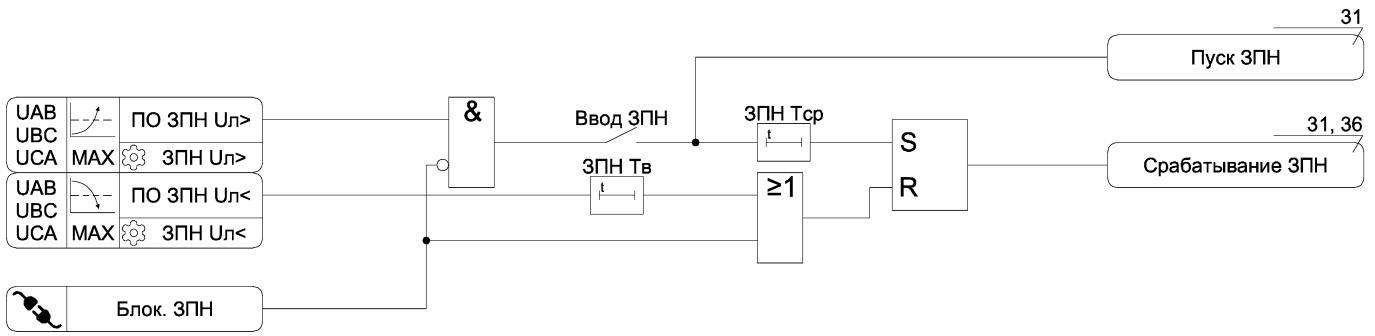 31
Пуск ЗПН
UAB
UBC
UCA
MAX
ПО ЗПН Uл>
ЗПН Uл>
&
Ввод ЗПН
ЗПН Тср
t
S
R
31, 36
Срабатывание ЗПН
UAB
UBC
UCA
MAX
ПО ЗПН Uл<
ЗПН Uл<
ЗПН Тв
t
≥1
Блок. ЗПН